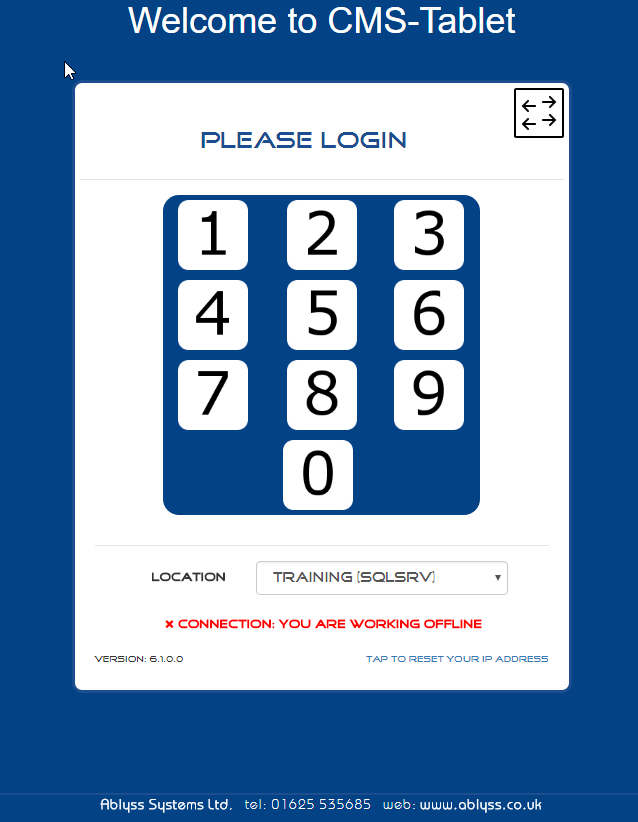 Welcome to CMS-Tablet
PLEASE LOGIN
1 2 3
4 5 6
7 8 9
0
LOCATION TRAINING (SQLSRV)
✖ CONNECTION: YOU ARE WORKING OFFLINE
VERSION: 6.1.0.0 TAP TO RESET YOUR IP ADDRESS
Ablyss Systems Ltd, tel: 01625 535685 web: www.ablyss.co.uk